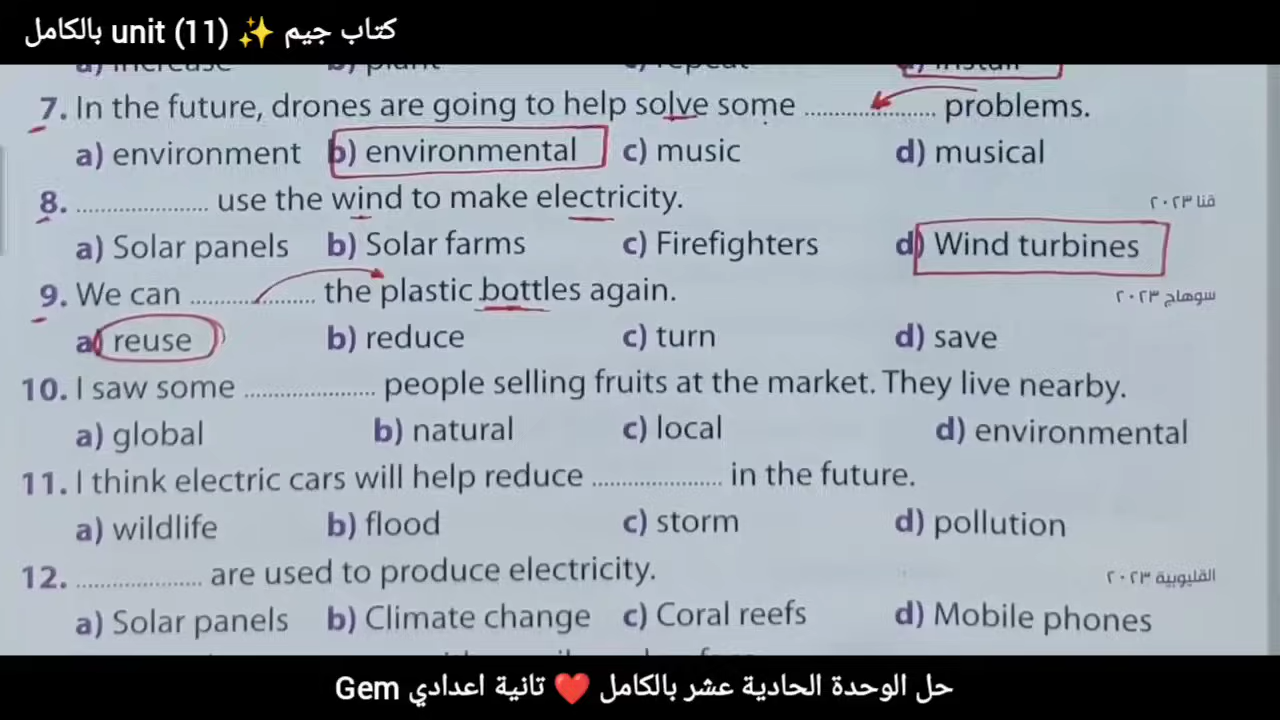 كتاب جيم ✨ unit (11) بالكامل
a) increase b) plant c) repeat d) install
7. In the future, drones are going to help solve some .................... problems.
a) environment b) environmental c) music d) musical
8. .................... use the wind to make electricity. قنا ٢٠٢٣
a) Solar panels b) Solar farms c) Firefighters d) Wind turbines
9. We can .................... the plastic bottles again. سوهاج ٢٠٢٣
a) reuse b) reduce c) turn d) save
10. I saw some .................... people selling fruits at the market. They live nearby.
a) global b) natural c) local d) environmental
11. I think electric cars will help reduce .................... in the future.
a) wildlife b) flood c) storm d) pollution
12. .................... are used to produce electricity. القليوبية ٢٠٢٣
a) Solar panels b) Climate change c) Coral reefs d) Mobile phones
حل الوحدة الحادية عشر بالكامل ❤️ تانية اعدادي Gem